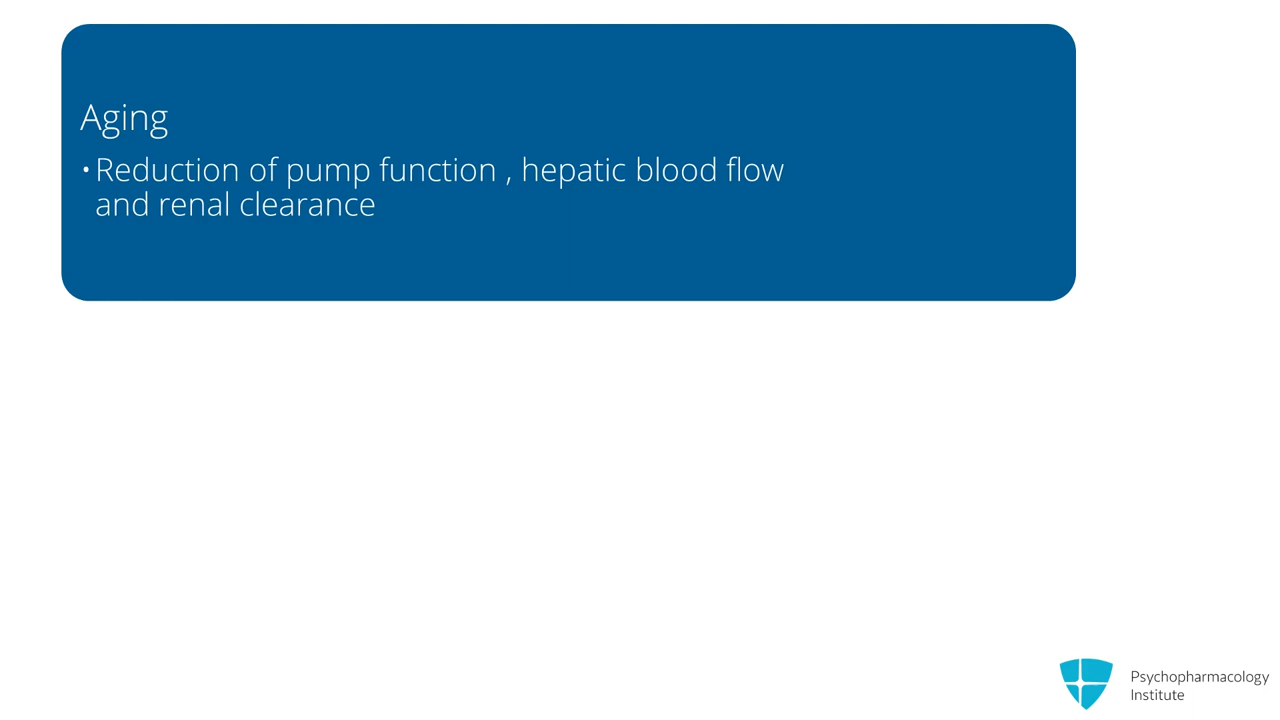 Aging
• Reduction of pump function , hepatic blood flow
and renal clearance
Psychopharmacology
Institute